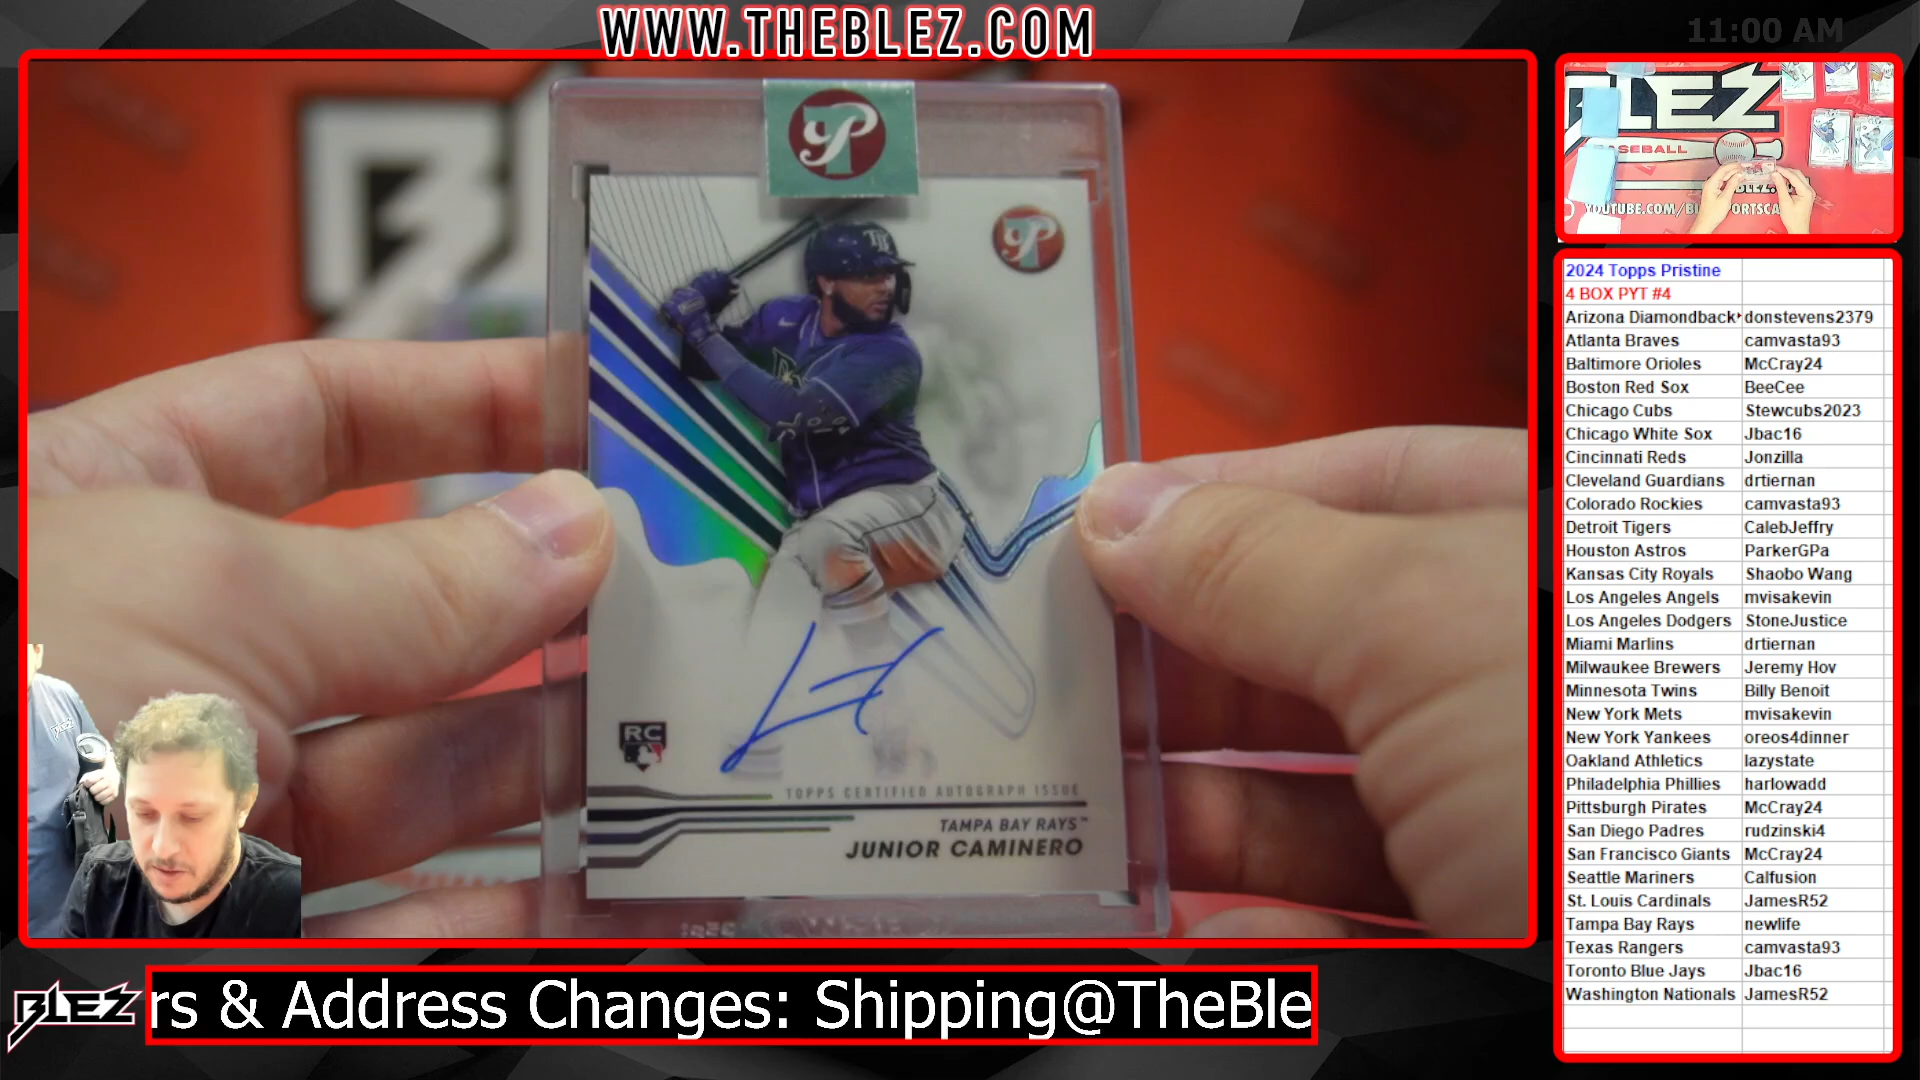 WWW.THEBLEZ.COM
11:00 AM
BLEZ
BASEBALL
TB
RC
TOPPS CERTIFIED AUTOGRAPH ISSUE
TAMPA BAY RAYS™
JUNIOR CAMINERO
2024 Topps Pristine
4 BOX PYT #4
Arizona Diamondback donstevens2379
Atlanta Braves camvasta93
Baltimore Orioles McCray24
Boston Red Sox BeeCee
Chicago Cubs Stewcubs2023
Chicago White Sox Jbac16
Cincinnati Reds Jonzilla
Cleveland Guardians drtiernan
Colorado Rockies camvasta93
Detroit Tigers CalebJeffry
Houston Astros ParkerGPa
Kansas City Royals Shaobo Wang
Los Angeles Angels mvisakevin
Los Angeles Dodgers StoneJustice
Miami Marlins drtiernan
Milwaukee Brewers Jeremy Hov
Minnesota Twins Billy Benoit
New York Mets mvisakevin
New York Yankees oreos4dinner
Oakland Athletics lazystate
Philadelphia Phillies harlowadd
Pittsburgh Pirates McCray24
San Diego Padres rudzinski4
San Francisco Giants McCray24
Seattle Mariners Calfusion
St. Louis Cardinals JamesR52
Tampa Bay Rays newlife
Texas Rangers camvasta93
Toronto Blue Jays Jbac16
Washington Nationals JamesR52
BLEZ
rs & Address Changes: Shipping@TheBle